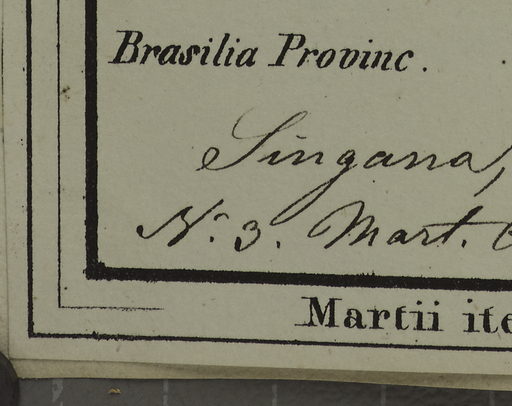 Brasilia Provinc.
Singana,
N.º 3. Mart.
Martii ite